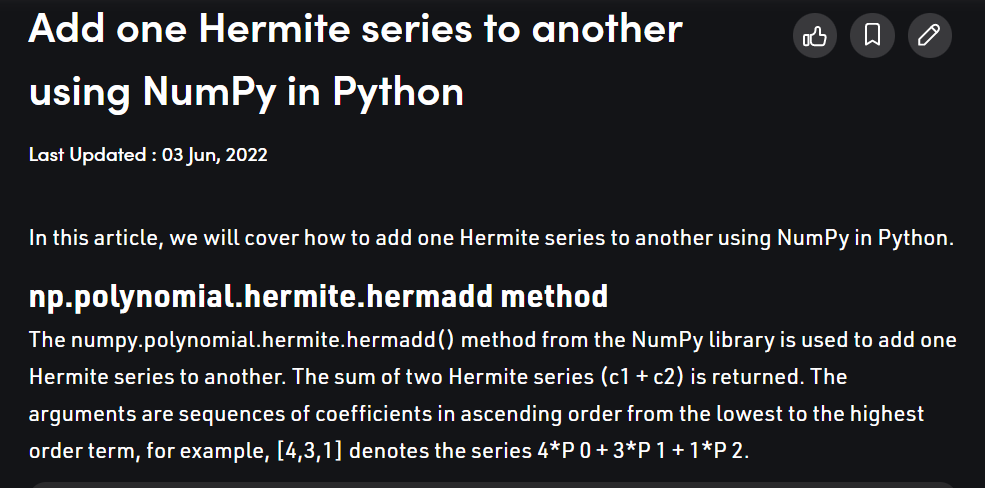 Add one Hermite series to another
using NumPy in Python
Last Updated : 03 Jun, 2022
In this article, we will cover how to add one Hermite series to another using NumPy in Python.
np.polynomial.hermite.hermadd method
The numpy.polynomial.hermite.hermadd() method from the NumPy library is used to add one
Hermite series to another. The sum of two Hermite series (c1 + c2) is returned. The
arguments are sequences of coefficients in ascending order from the lowest to the highest
order term, for example, [4,3,1] denotes the series 4*P 0 + 3*P 1 + 1*P 2.